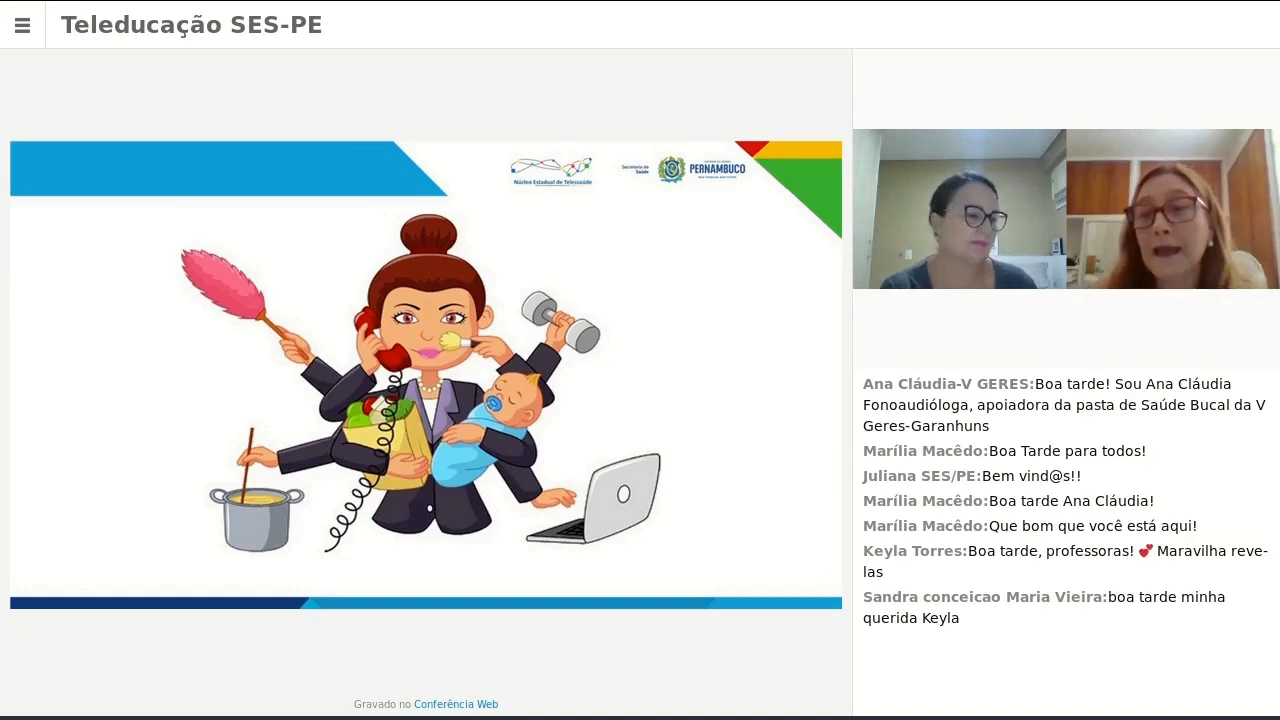 Teleducação SES-PE
Núcleo Estadual de Telessaúde
Secretaria de
Saúde
PERNAMBUCO
Ana Cláudia-V GERES:Boa tarde! Sou Ana Cláudia
Fonoaudióloga, apoiadora da pasta de Saúde Bucal da V
Geres-Garanhuns
Marília Macêdo:Boa Tarde para todos!
Juliana SES/PE:Bem vind@s!!
Marília Macêdo:Boa tarde Ana Cláudia!
Marília Macêdo:Que bom que você está aqui!
Keyla Torres:Boa tarde, professoras! 💕 Maravilha reve-
las
Sandra conceicao Maria Vieira:boa tarde minha
querida Keyla
Gravado no Conferência Web